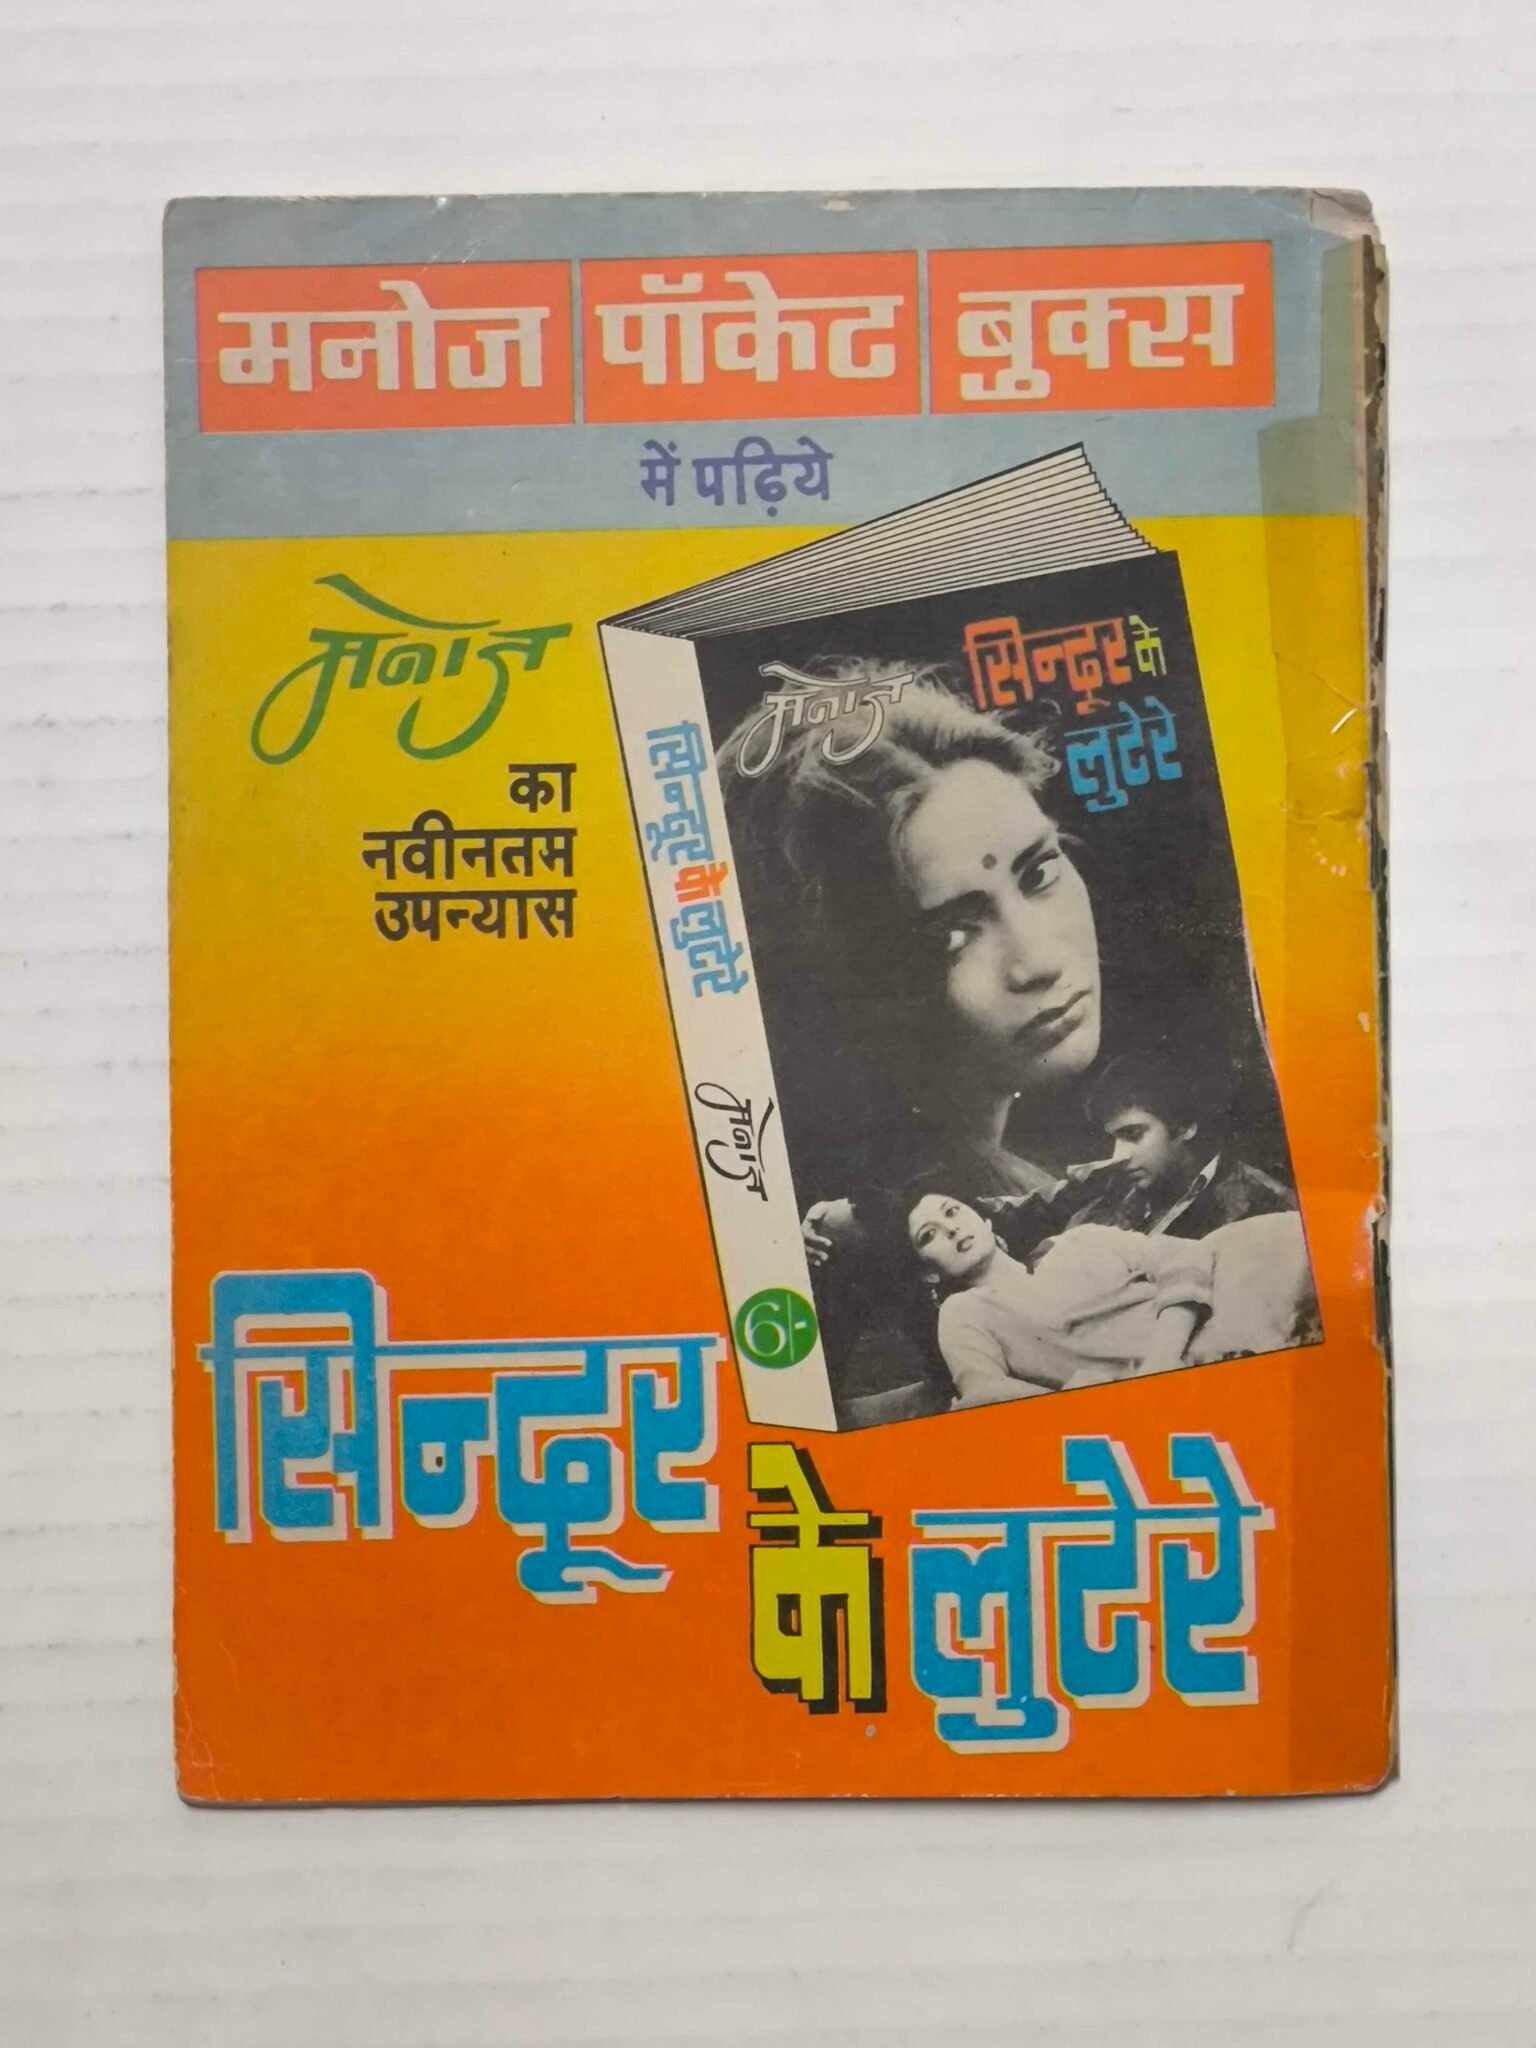 मनोज पॉकेट बुक्स
में पढ़िये
मनोज
का
नवीनतम
उपन्यास
मनोज
सिन्दूर के
लुटेरे
सिन्दूर के लुटेरे
मनोज
6/-
सिन्दूर के लुटेरे